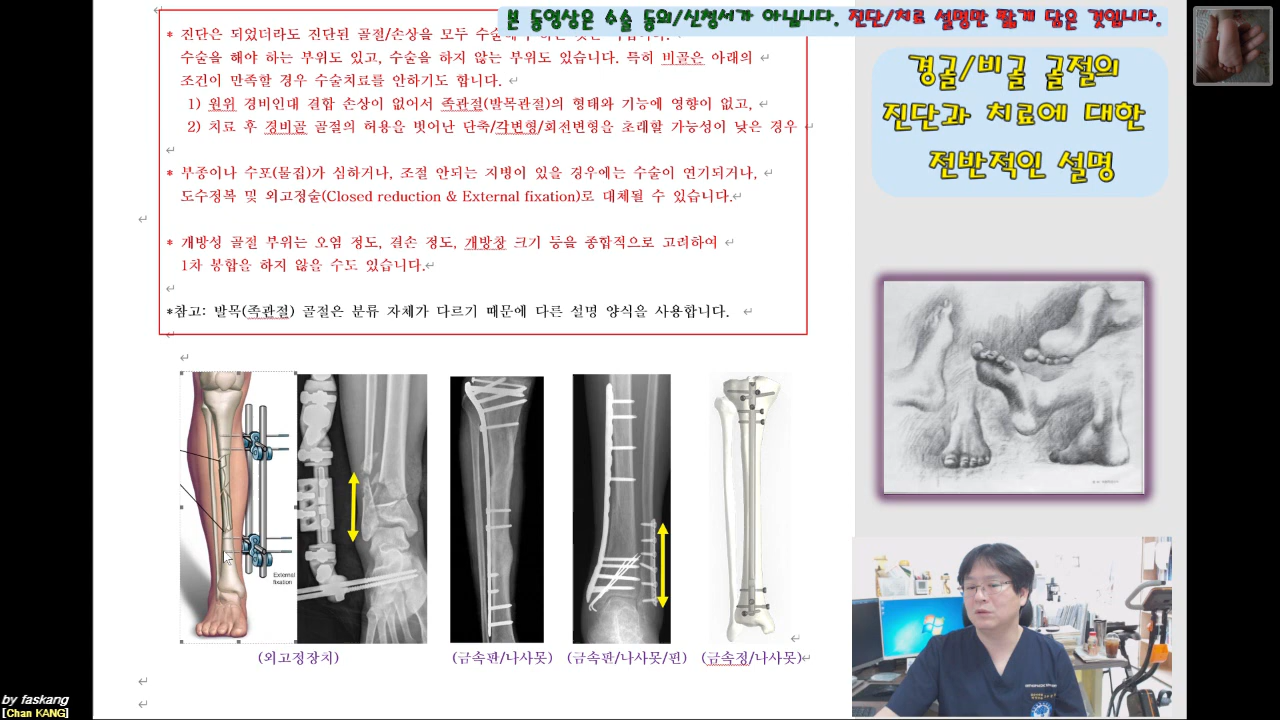 본 동영상은 수술 동의/신청서가 아닙니다. 진단/치료 설명만 짧게 담은 것입니다.
* 진단은 되었더라도 진단된 골절/손상을 모두
수술을 해야 하는 부위도 있고, 수술을 하지 않는 부위도 있습니다. 특히 비골은 아래의
조건이 만족할 경우 수술치료를 안하기도 합니다.
1) 원위 경비인대 결합 손상이 없어서 족관절(발목관절)의 형태와 기능에 영향이 없고,
2) 치료 후 경비골 골절의 허용을 벗어난 단축/각변형/회전변형을 초래할 가능성이 낮은 경우
* 부종이나 수포(물집)가 심하거나, 조절 안되는 지병이 있을 경우에는 수술이 연기되거나,
도수정복 및 외고정술(Closed reduction & External fixation)로 대체될 수 있습니다.
* 개방성 골절 부위는 오염 정도, 결손 정도, 개방창 크기 등을 종합적으로 고려하여
1차 봉합을 하지 않을 수도 있습니다.
*참고: 발목(족관절) 골절은 분류 자체가 다르기 때문에 다른 설명 양식을 사용합니다.
External
fixation
(외고정장치)
(금속판/나사못)
(금속판/나사못/핀)
(금속정/나사못)
경골/비골 골절의
진단과 치료에 대한
전반적인 설명
by faskang
[Chan KANG]